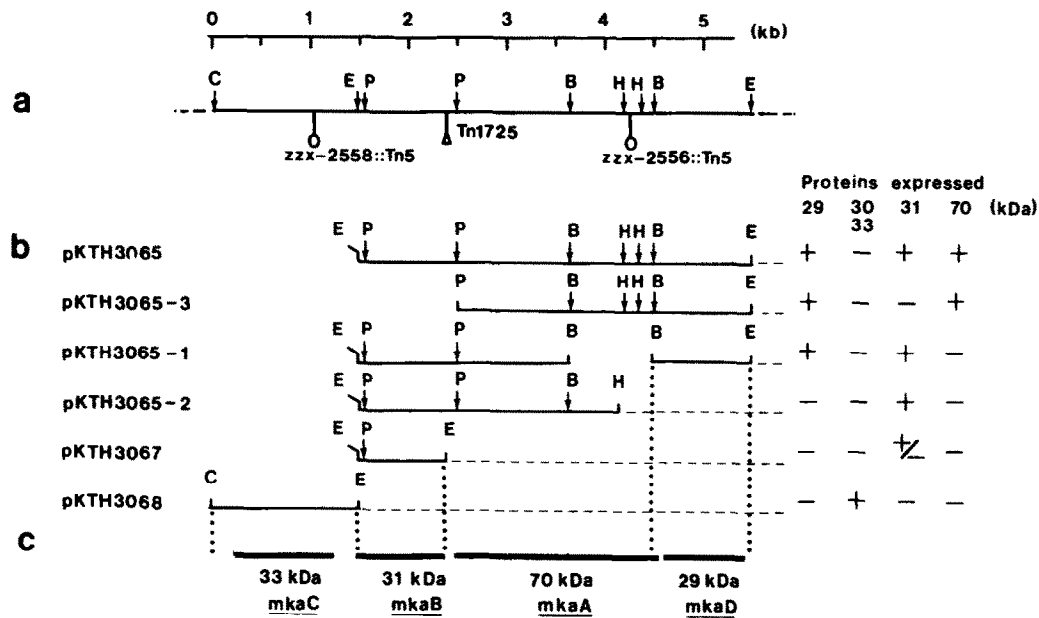 0 1 2 3 4 5 (kb)
a
C E P P B H H B E
Tn1725
zzx-2558::Tn5 zzx-2556::Tn5
Proteins expressed
29 30 31 70 (kDa)
33
b
E P P B H H B E
pKTH3065 + - + +
P B H H B E
pKTH3065-3 + - - +
E P P B B E
pKTH3065-1 + - + -
E P P B H
pKTH3065-2 - - + -
E P E
pKTH3067 - - +/- -
C E
pKTH3068 - + - -
c
33 kDa 31 kDa 70 kDa 29 kDa
mkaC mkaB mkaA mkaD